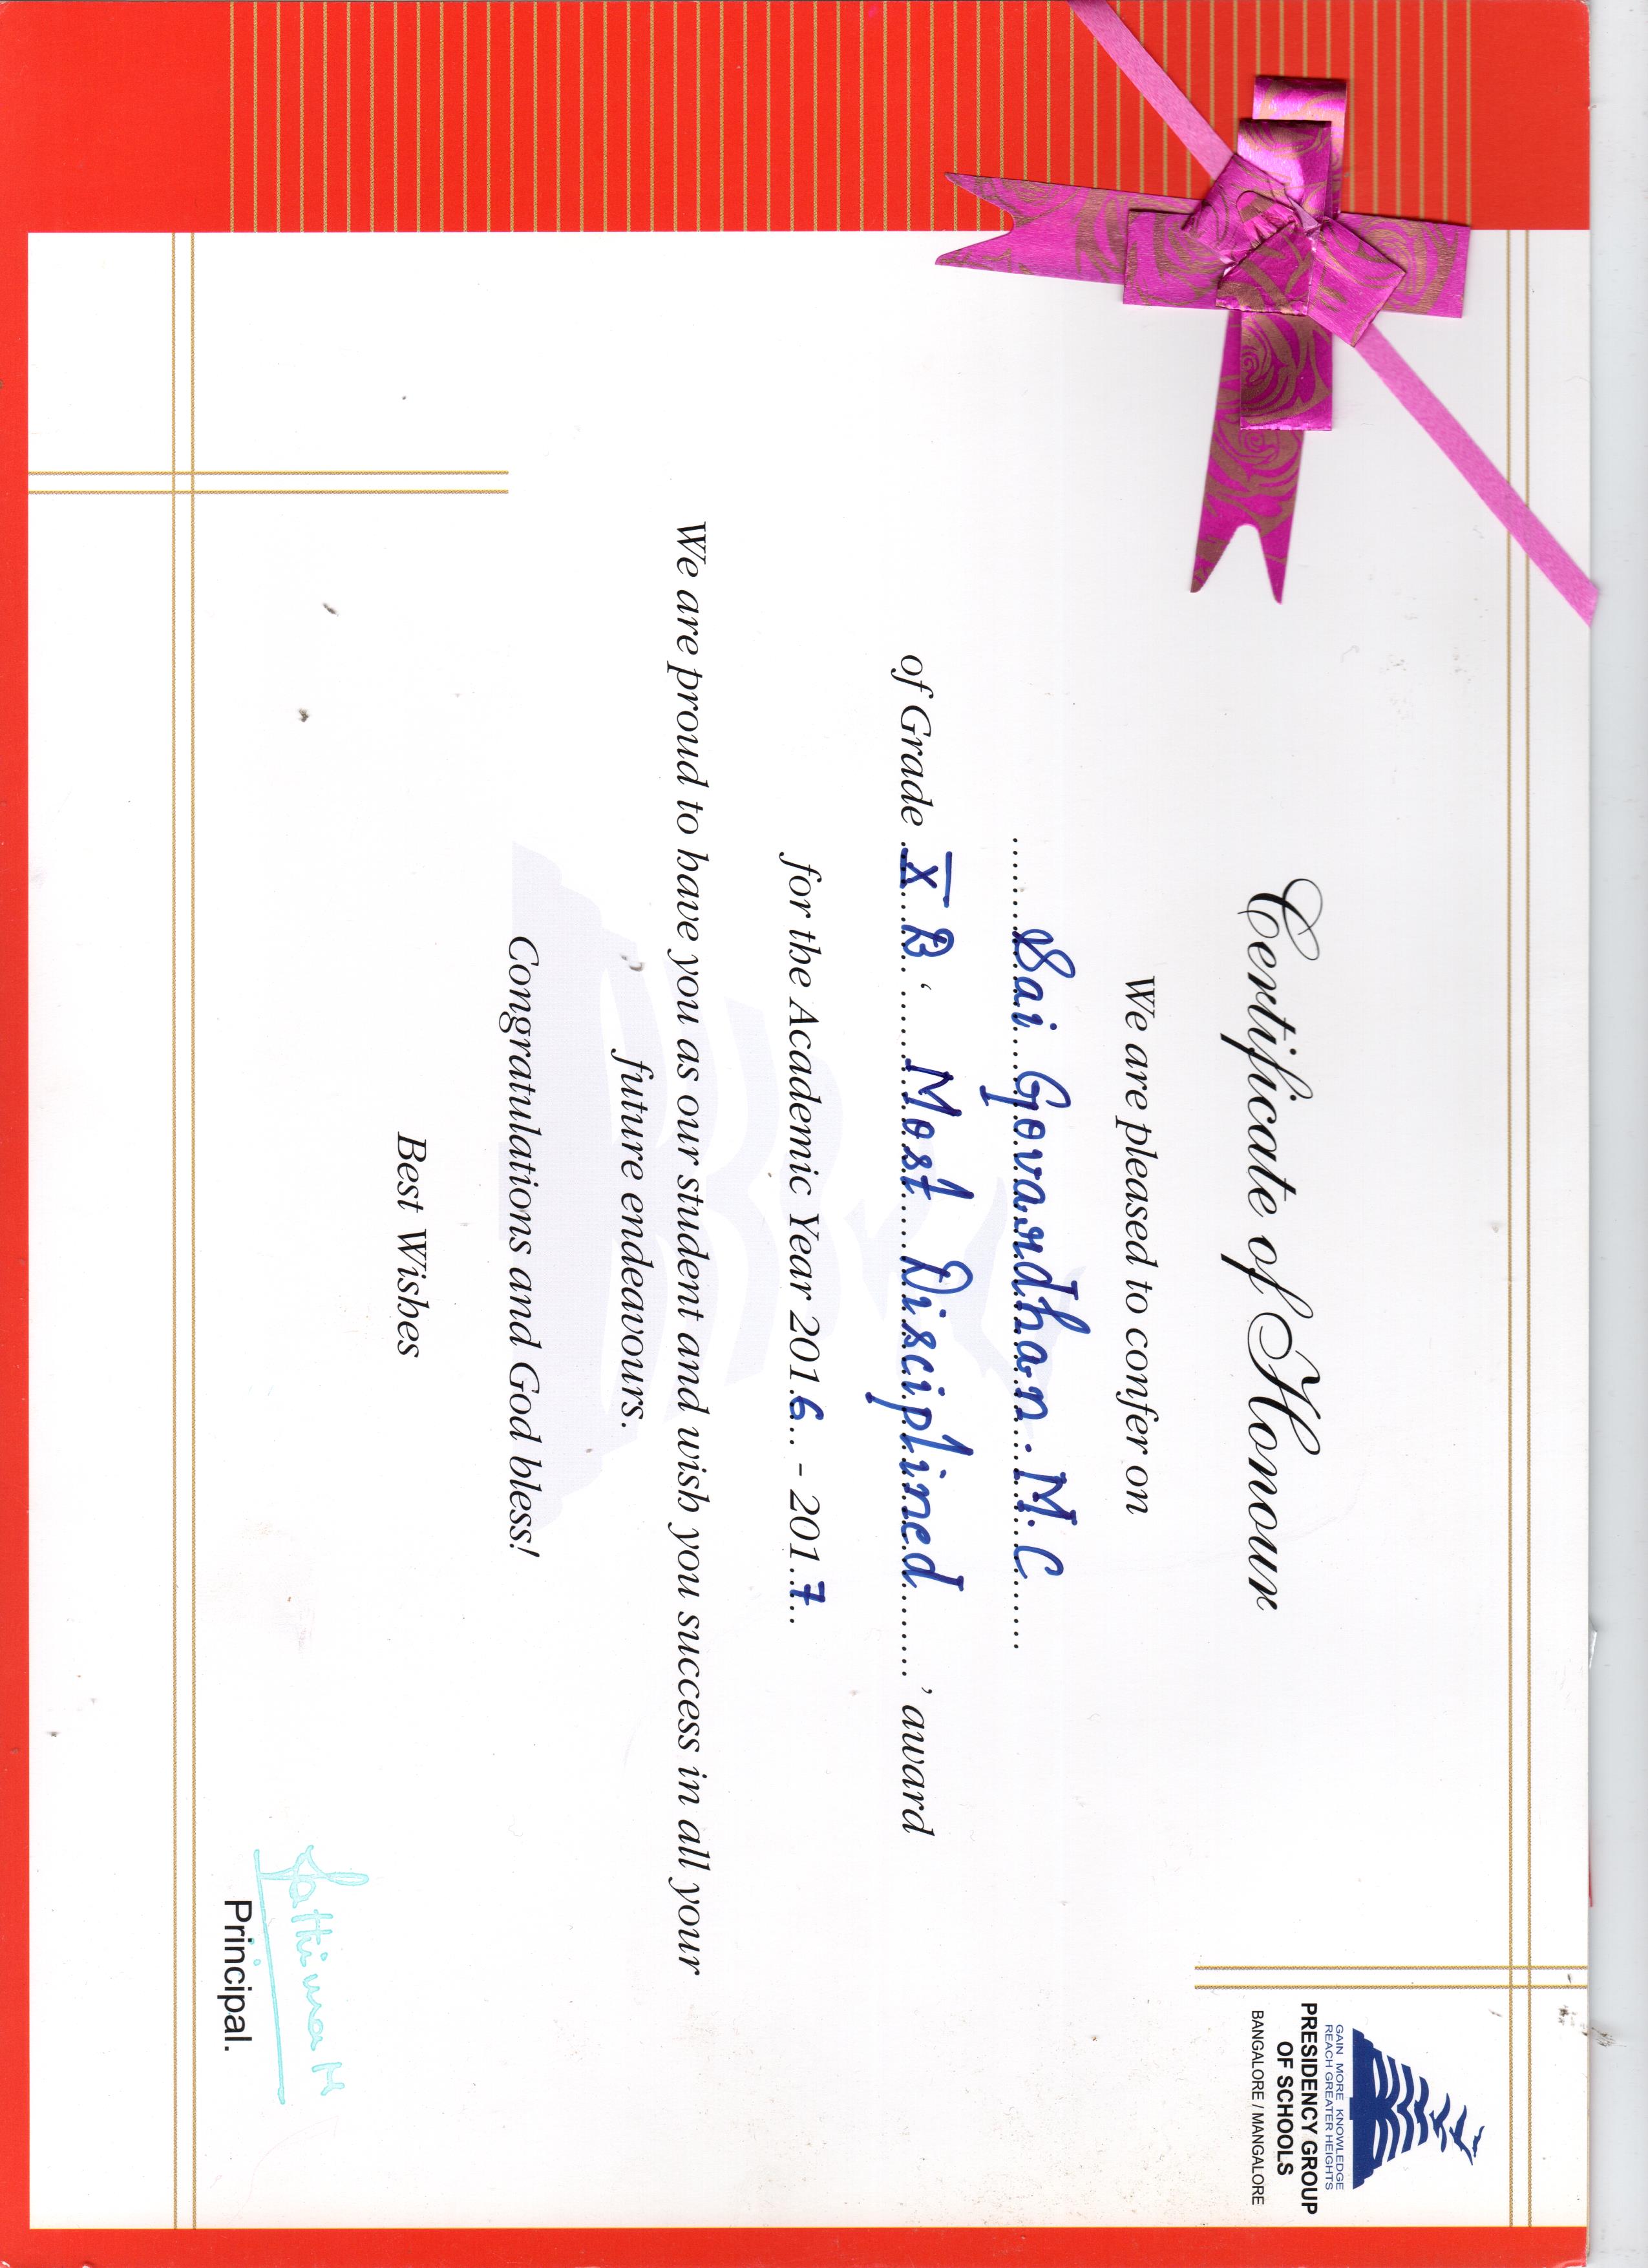 GAIN MORE KNOWLEDGE
REACH GREATER HEIGHTS
PRESIDENCY GROUP
OF SCHOOLS
BANGALORE / MANGALORE
Certificate of Honour
We are pleased to confer on
Sai Govardhan. M. C
of Grade X B ‘ Most Disciplined ’ award
for the Academic Year 2016 - 2017
We are proud to have you as our student and wish you success in all your
future endeavours.
Congratulations and God bless!
Best Wishes
Fathima M
Principal.